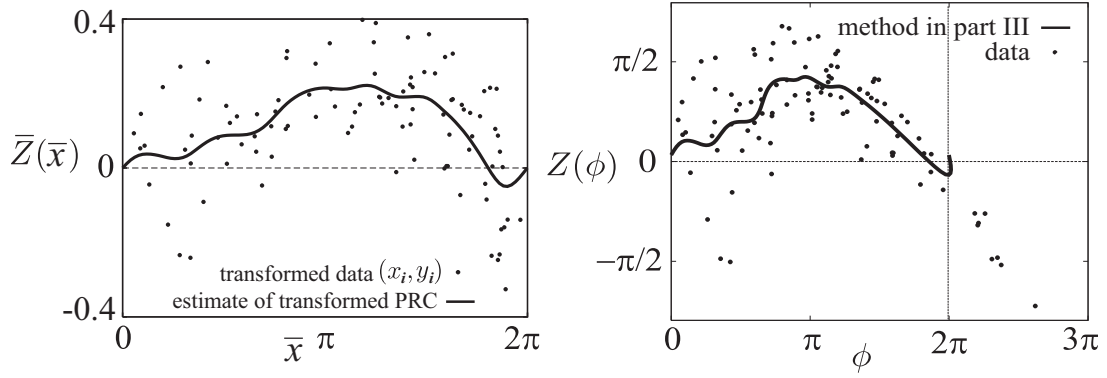 0.4
Z̅(x̅)
0
-0.4
transformed data (xᵢ, yᵢ)
estimate of transformed PRC
0
π
2π
x̅
method in part III
data
π/2
Z(ϕ)
0
−π/2
0
π
2π
3π
ϕ